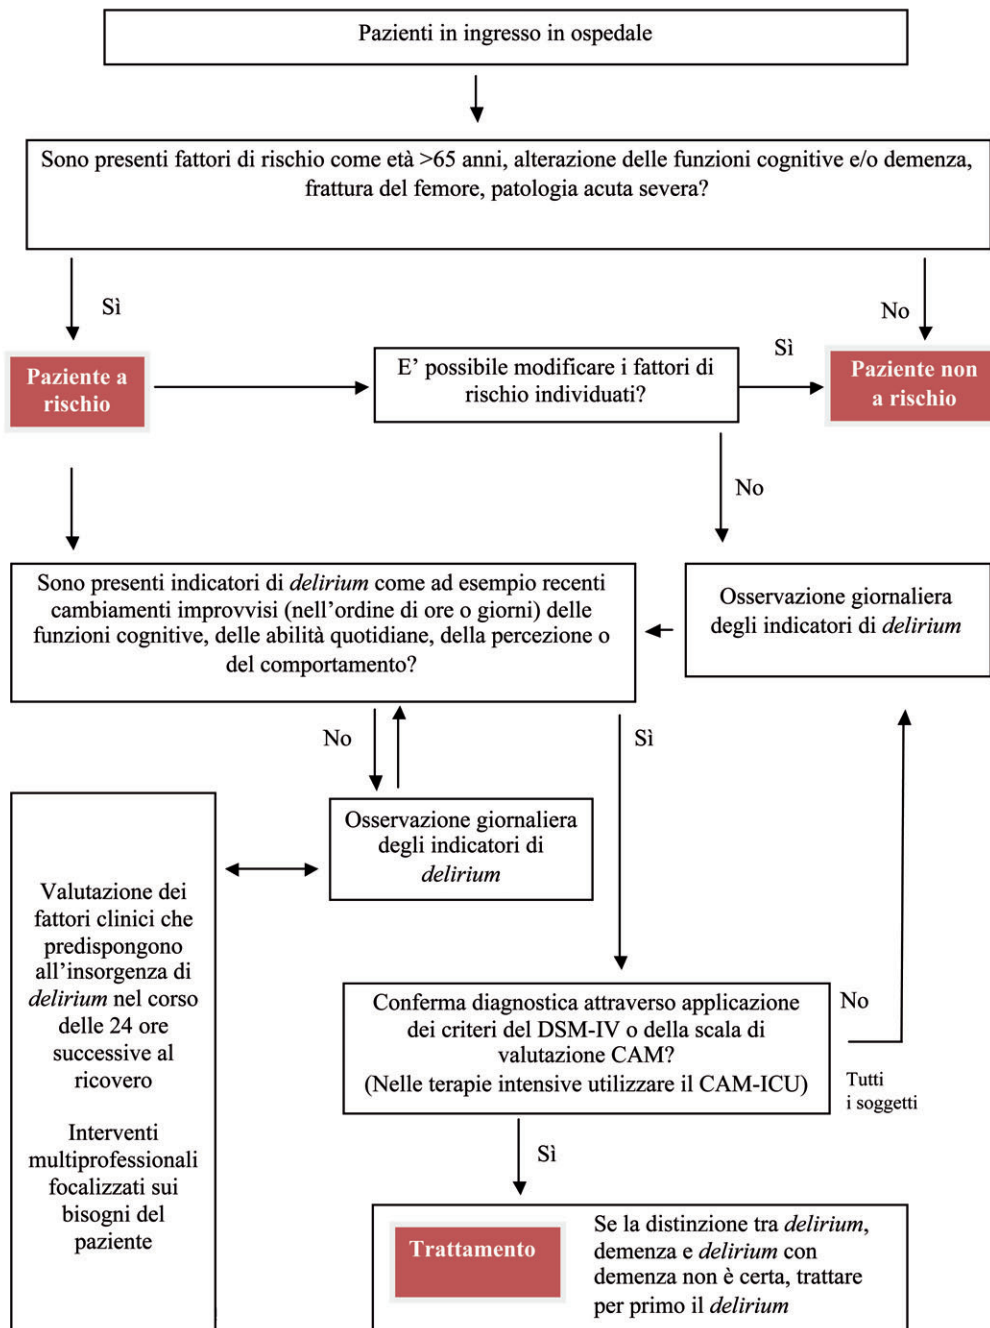 Pazienti in ingresso in ospedale
Sono presenti fattori di rischio come età >65 anni, alterazione delle funzioni cognitive e/o demenza,
frattura del femore, patologia acuta severa?
Sì
No
Paziente a
rischio
E’ possibile modificare i fattori di
rischio individuati?
Sì
Paziente non
a rischio
No
Sono presenti indicatori di delirium come ad esempio recenti
cambiamenti improvvisi (nell’ordine di ore o giorni) delle
funzioni cognitive, delle abilità quotidiane, della percezione o
del comportamento?
Osservazione giornaliera
degli indicatori di delirium
No
Sì
Osservazione giornaliera
degli indicatori di
delirium
Valutazione dei
fattori clinici che
predispongono
all’insorgenza di
delirium nel corso
delle 24 ore
successive al
ricovero
Interventi
multiprofessionali
focalizzati sui
bisogni del
paziente
Conferma diagnostica attraverso applicazione
dei criteri del DSM-IV o della scala di
valutazione CAM?
(Nelle terapie intensive utilizzare il CAM-ICU)
No
Tutti
i soggetti
Sì
Trattamento
Se la distinzione tra delirium,
demenza e delirium con
demenza non è certa, trattare
per primo il delirium